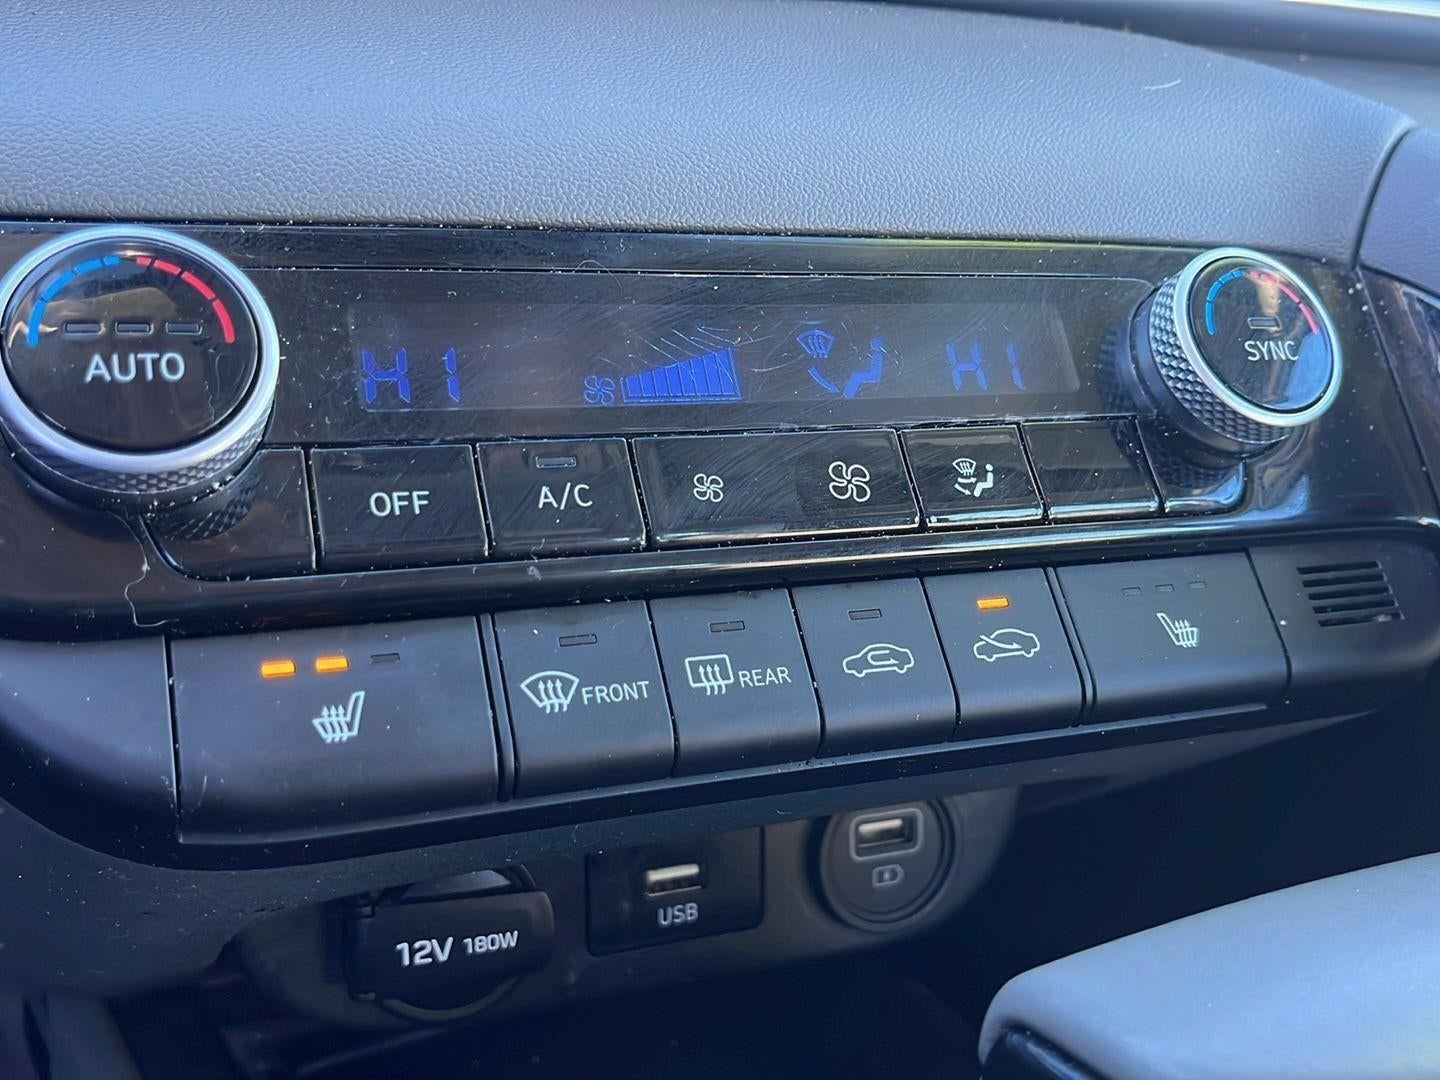 AUTO
HI
HI
SYNC
OFF
A/C
FRONT
REAR
12V 180W
USB